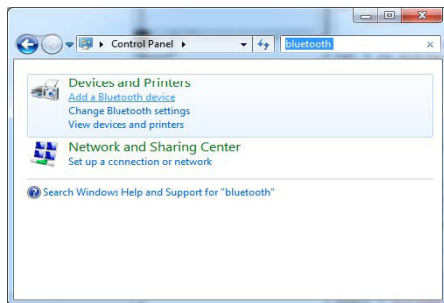 Control Panel
bluetooth
Devices and Printers
Add a Bluetooth device
Change Bluetooth settings
View devices and printers
Network and Sharing Center
Set up a connection or network
Search Windows Help and Support for "bluetooth"